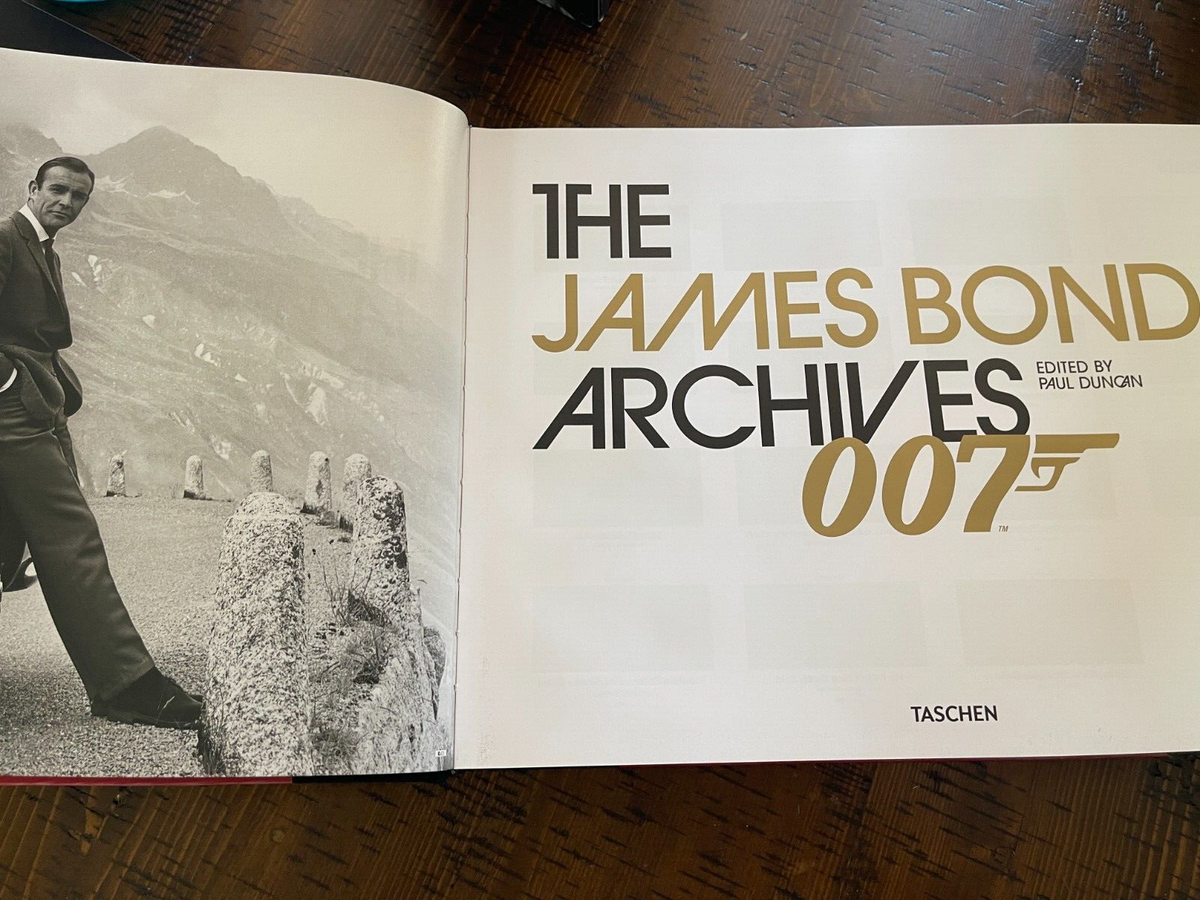 THE
JAMES BOND
ARCHIVES
EDITED BY
PAUL DUNCAN
007
TM
TASCHEN